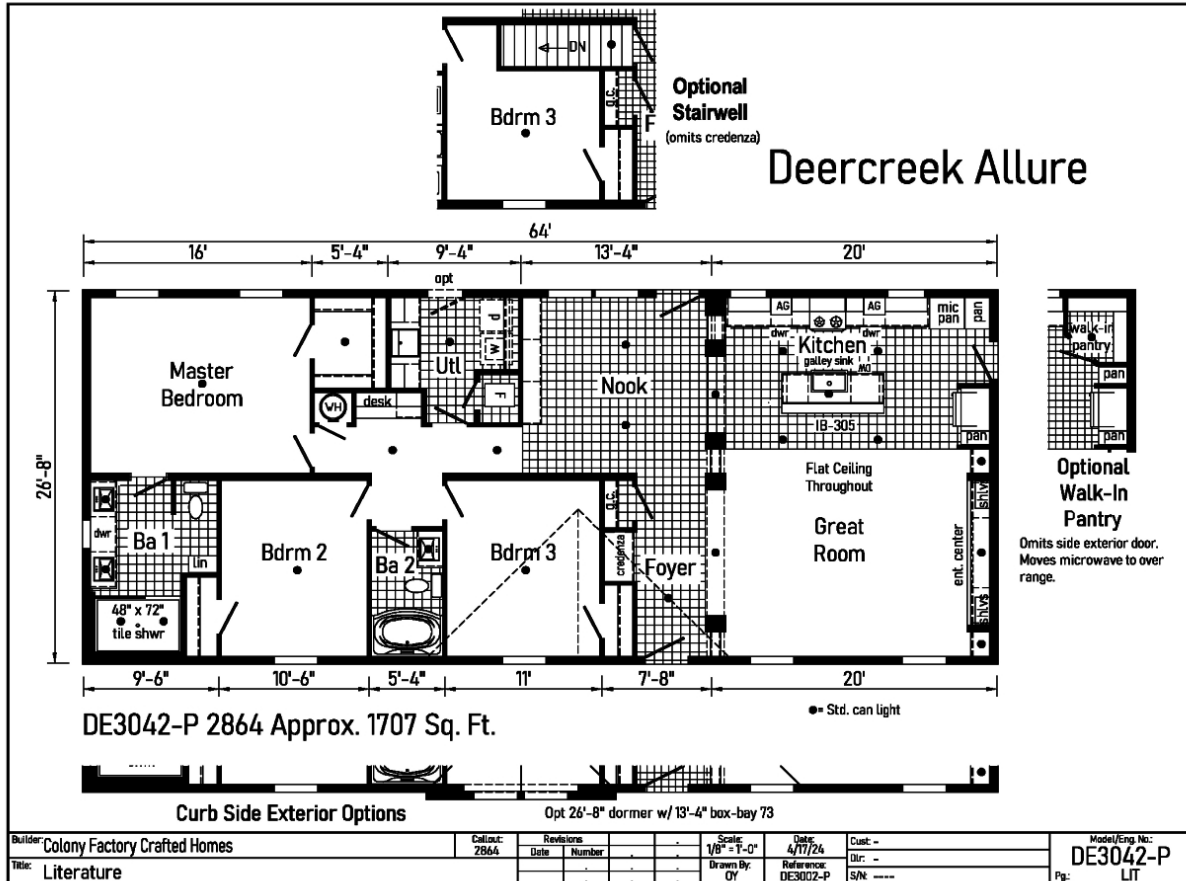 DN
Bdrm 3
g.c.
F
Optional
Stairwell
(omits credenza)
Deercreek Allure
64'
16'
5'-4"
9'-4"
13'-4"
20'
26'-8"
opt
AG
AG
mic
pan
pan
dwr
dwr
Kitchen
galley sink
DW
IB-305
pan
Master
Bedroom
D
W
Utl
F
WH
desk
Nook
walk-in
pantry
pan
pan
Optional
Walk-In
Pantry
Omits side exterior door.
Moves microwave to over
range.
Flat Ceiling
Throughout
Great
Room
shlvs
ent. center
shlvs
dwr
Ba 1
lin
48" x 72"
tile shwr
Bdrm 2
Ba 2
Bdrm 3
g.c.
credenza
Foyer
9'-6"
10'-6"
5'-4"
11'
7'-8"
20'
DE3042-P 2864 Approx. 1707 Sq. Ft.
●= Std. can light
Curb Side Exterior Options
Opt 26'-8" dormer w/ 13'-4" box-bay 73
Builder: Colony Factory Crafted Homes
Title: Literature
Callout:
2864
Revisions
Date Number
Scale:
1/8" = 1'-0"
Drawn By:
OY
Date:
4/17/24
Reference:
DE3002-P
Cust: -
Dlr: -
S/N: ----
Model/Eng. No.:
DE3042-P
Pg.: LIT